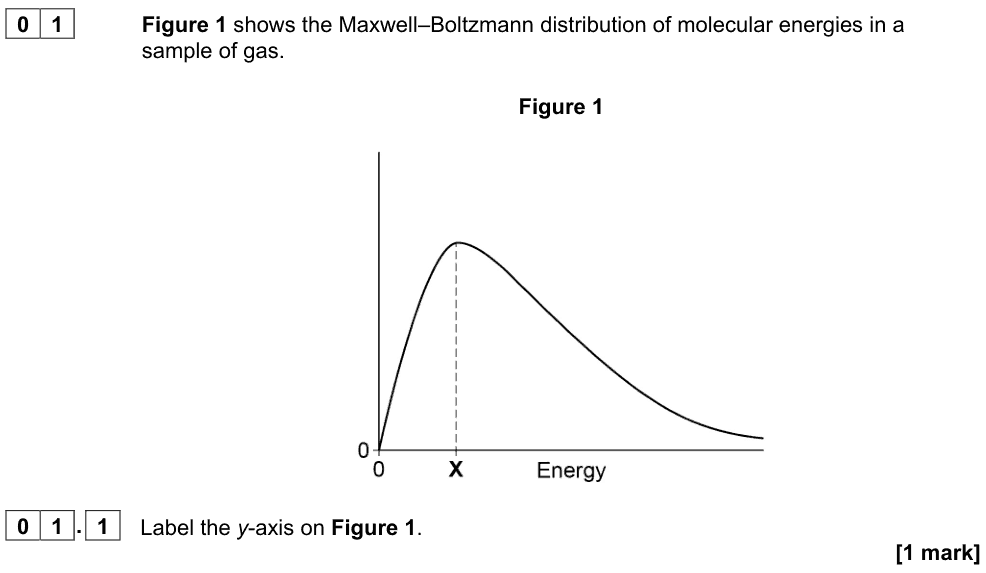 0 1 Figure 1 shows the Maxwell–Boltzmann distribution of molecular energies in a
sample of gas.
Figure 1
0
0 X Energy
0 1 . 1 Label the y-axis on Figure 1.
[1 mark]